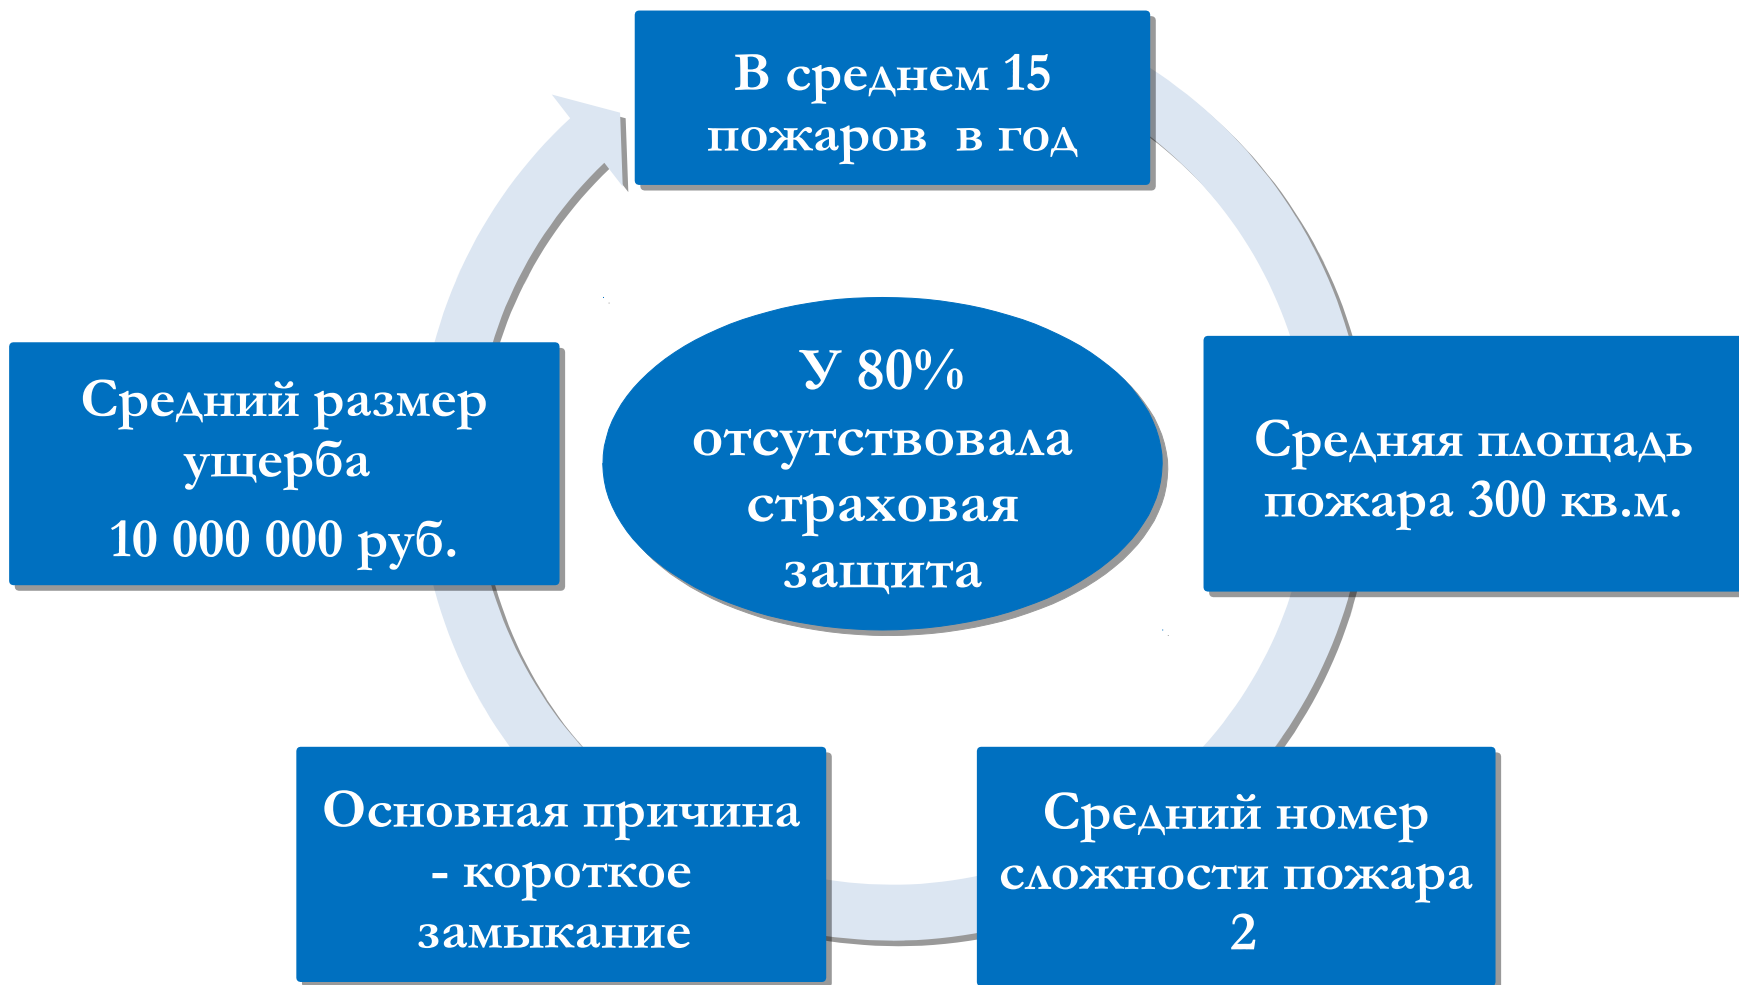 В среднем 15
пожаров в год
Средний размер
ущерба
10 000 000 руб.
У 80%
отсутствовала
страховая
защита
Средняя площадь
пожара 300 кв.м.
Основная причина
- короткое
замыкание
Средний номер
сложности пожара
2